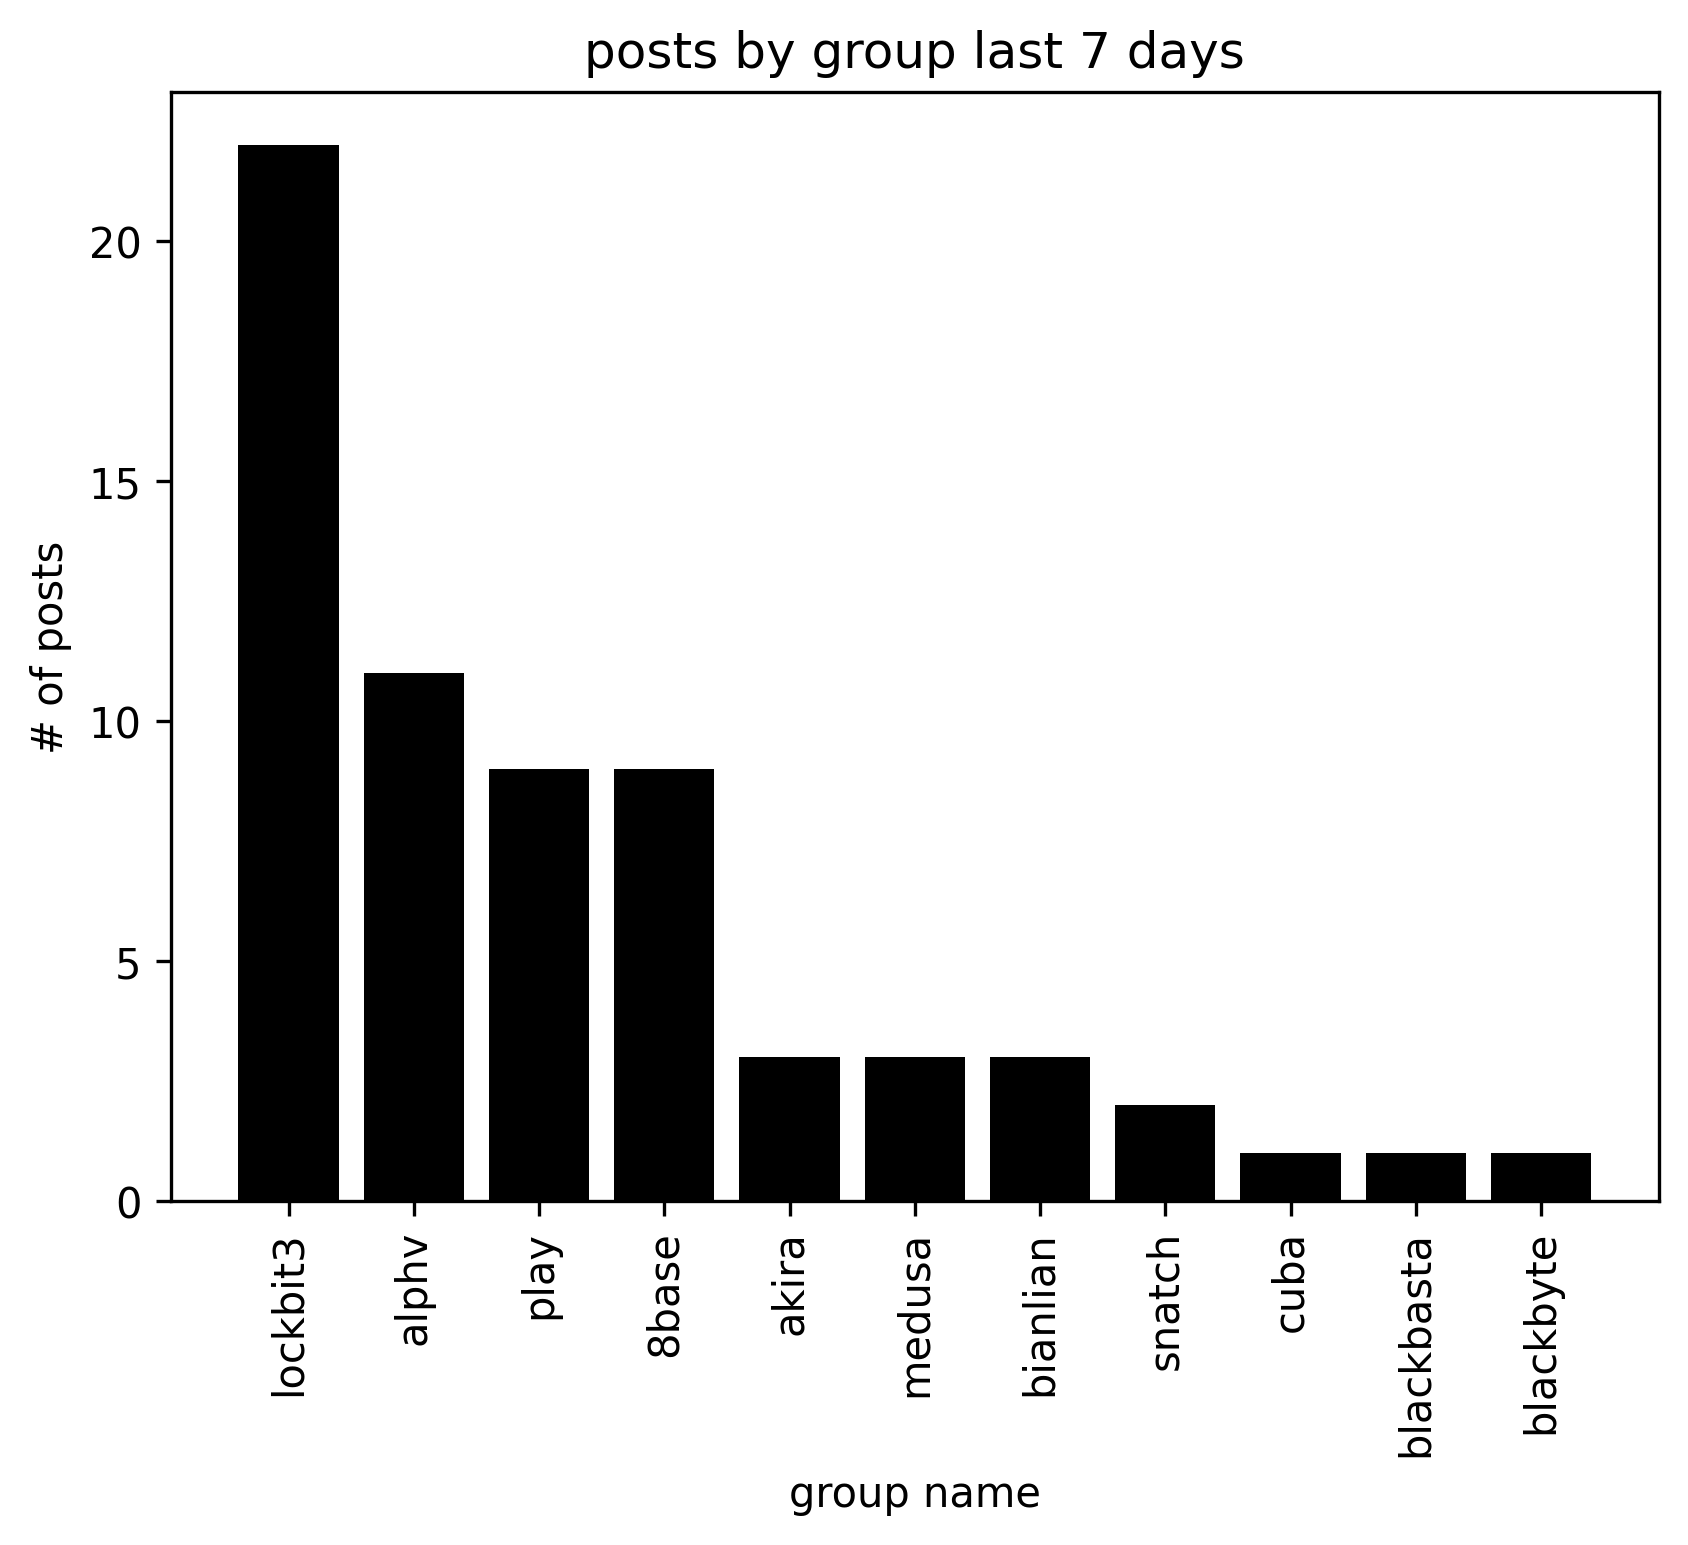 posts by group last 7 days
# of posts
20
15
10
5
0
lockbit3
alphv
play
8base
akira
medusa
bianlian
snatch
cuba
blackbasta
blackbyte
group name